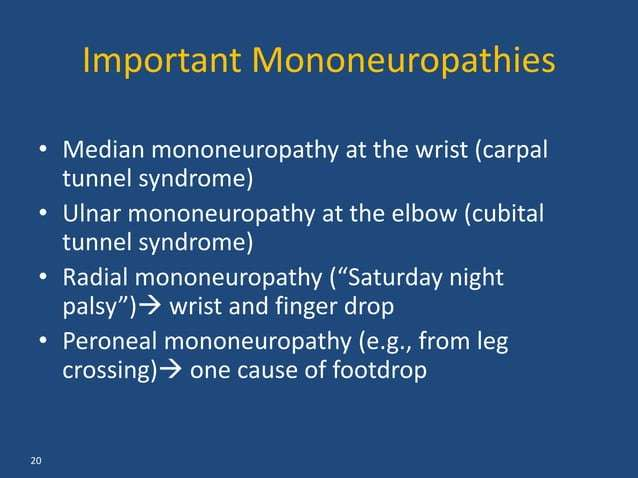 Important Mononeuropathies
• Median mononeuropathy at the wrist (carpal
tunnel syndrome)
• Ulnar mononeuropathy at the elbow (cubital
tunnel syndrome)
• Radial mononeuropathy (“Saturday night
palsy”)→ wrist and finger drop
• Peroneal mononeuropathy (e.g., from leg
crossing)→ one cause of footdrop
20